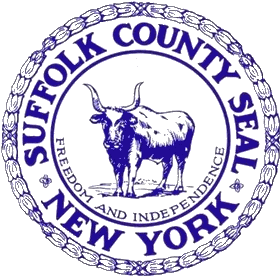 SUFFOLK COUNTY SEAL
FREEDOM AND INDEPENDENCE
NEW YORK